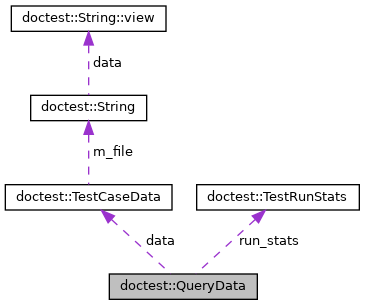 doctest::String::view
data
doctest::String
m_file
doctest::TestCaseData
doctest::TestRunStats
data
run_stats
doctest::QueryData